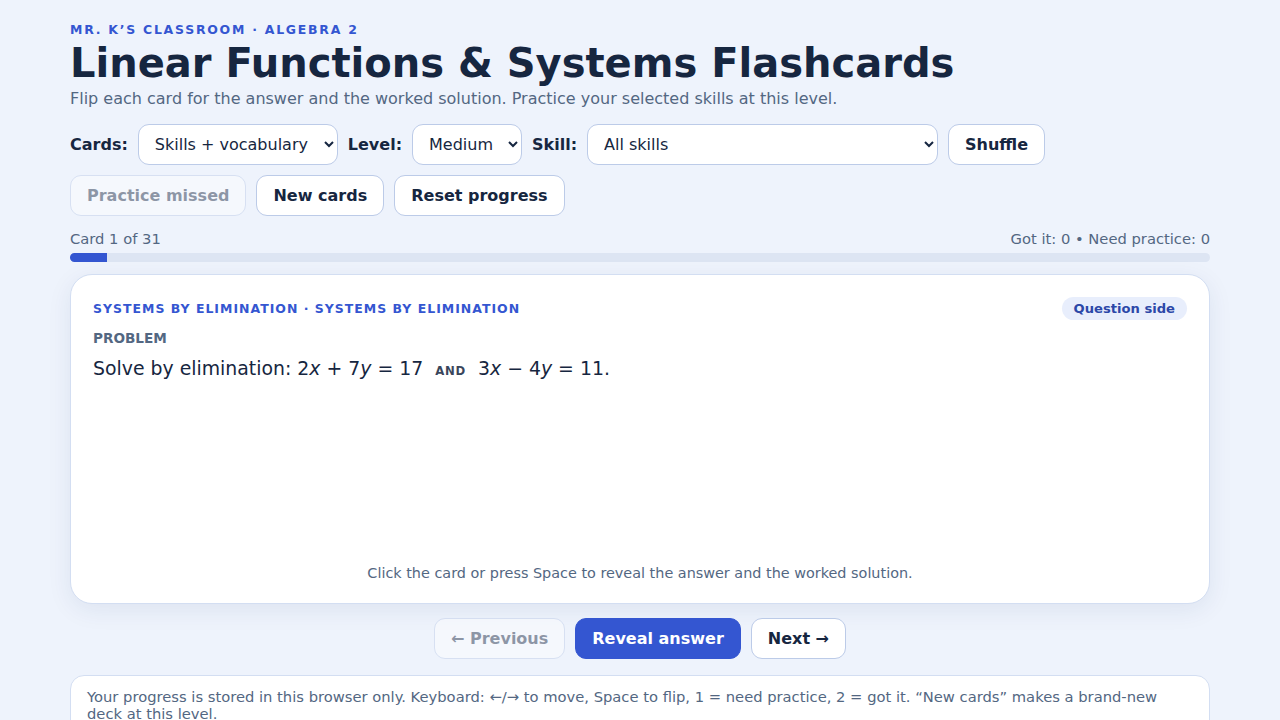 MR. K’S CLASSROOM · ALGEBRA 2
Linear Functions & Systems Flashcards
Flip each card for the answer and the worked solution. Practice your selected skills at this level.
Cards: Skills + vocabulary Level: Medium Skill: All skills Shuffle
Practice missed New cards Reset progress
Card 1 of 31 Got it: 0 • Need practice: 0
SYSTEMS BY ELIMINATION · SYSTEMS BY ELIMINATION Question side
PROBLEM
Solve by elimination: 2x + 7y = 17 AND 3x − 4y = 11.
Click the card or press Space to reveal the answer and the worked solution.
← Previous Reveal answer Next →
Your progress is stored in this browser only. Keyboard: ←/→ to move, Space to flip, 1 = need practice, 2 = got it. “New cards” makes a brand-new
deck at this level.